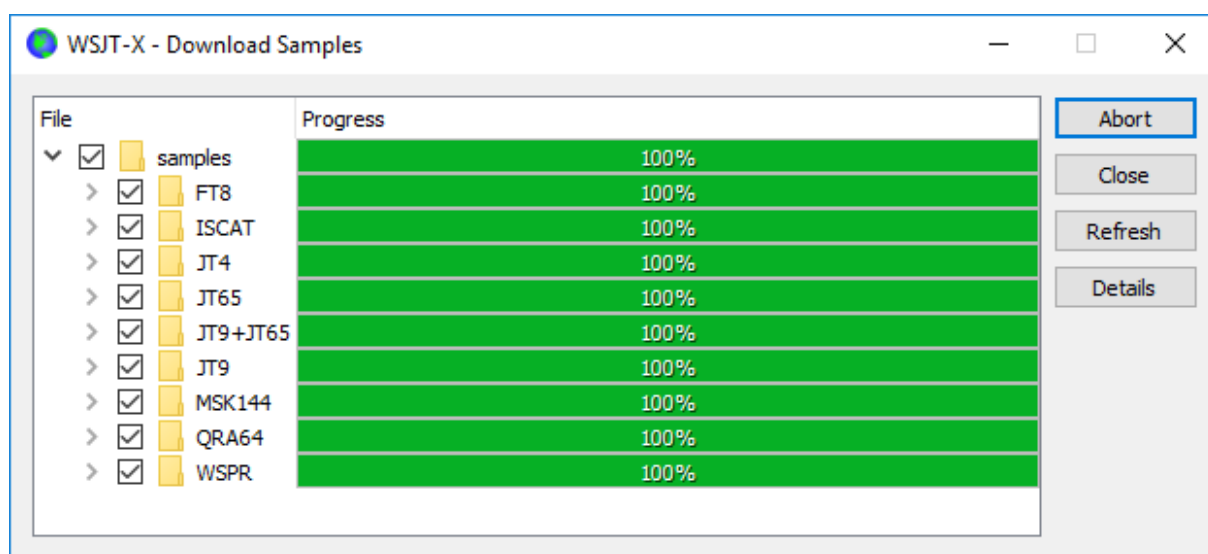 WSJT-X - Download Samples
File Progress Abort
samples 100%
Close
FT8 100%
ISCAT 100% Refresh
JT4 100%
JT65 100% Details
JT9+JT65 100%
JT9 100%
MSK144 100%
QRA64 100%
WSPR 100%